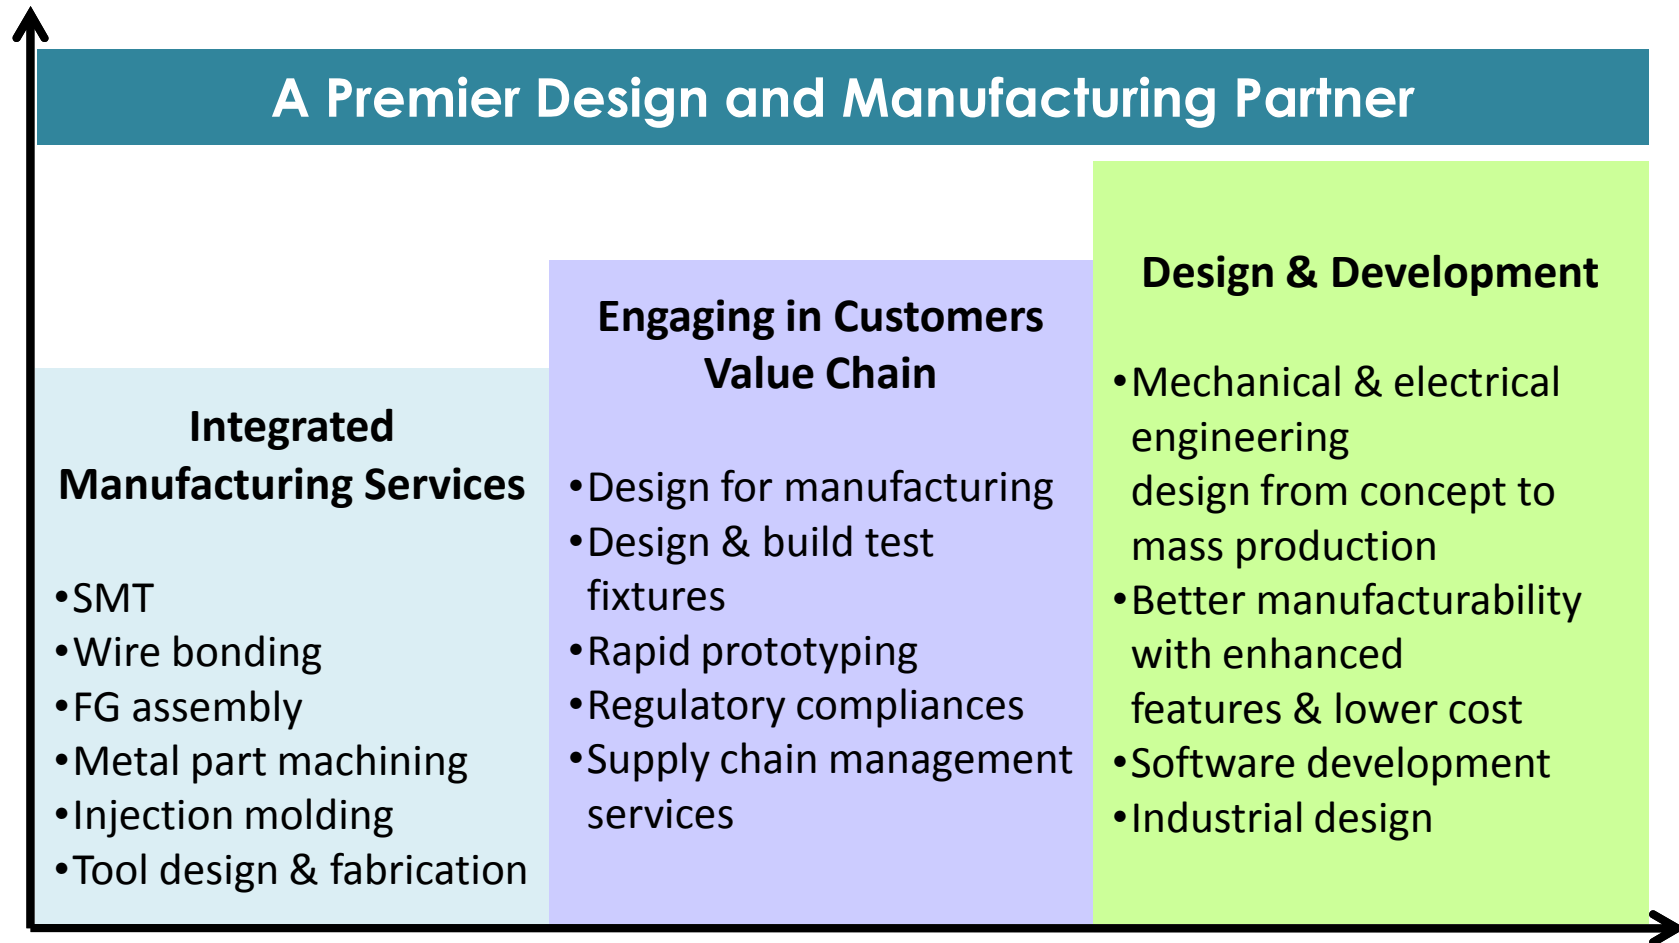 A Premier Design and Manufacturing Partner
Integrated
Manufacturing Services
•SMT
•Wire bonding
•FG assembly
•Metal part machining
•Injection molding
•Tool design & fabrication
Engaging in Customers
Value Chain
•Design for manufacturing
•Design & build test
fixtures
•Rapid prototyping
•Regulatory compliances
•Supply chain management
services
Design & Development
•Mechanical & electrical
engineering
design from concept to
mass production
•Better manufacturability
with enhanced
features & lower cost
•Software development
•Industrial design